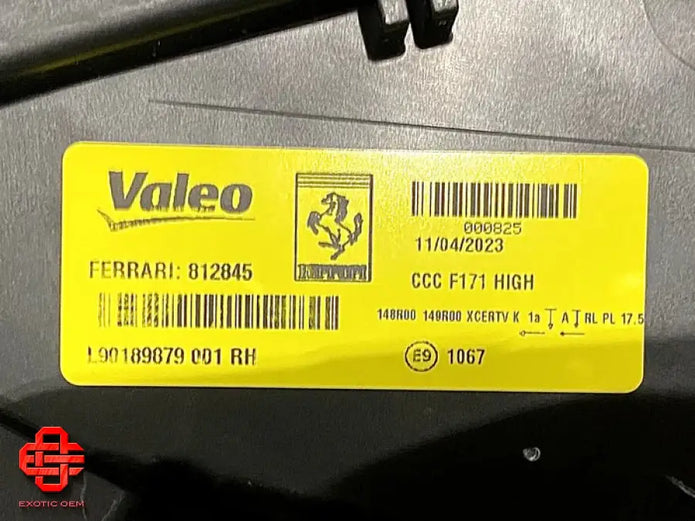 Valeo
Ferrari
000825
11/04/2023
FERRARI: 812845
CCC F171 HIGH
148R00 149R00 XCERTV K 1a A RL PL 17.5
L90189879 001 RH
E9 1067
EXOTIC OEM